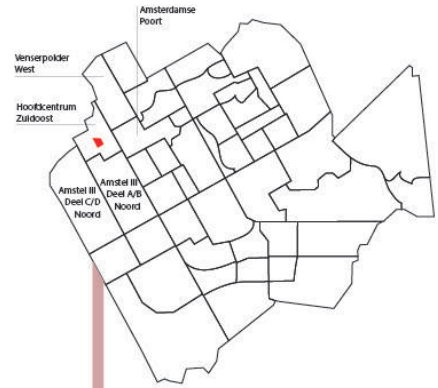 Amsterdamse
Poort
Venserpolder
West
Hoofdcentrum
Zuidoost
Amstel III
Deel C/D
Noord
Amstel III
Deel A/B
Noord